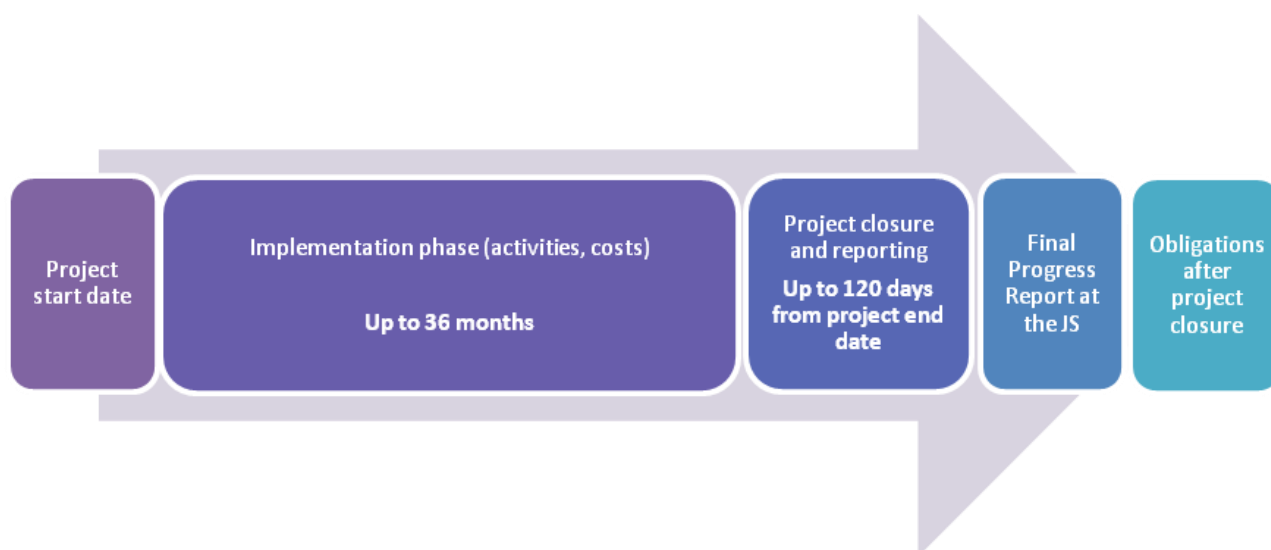 Project
start date
Implementation phase (activities, costs)
Up to 36 months
Project closure
and reporting
Up to 120 days
from project end
date
Final
Progress
Report at
the JS
Obligations
after
project
closure